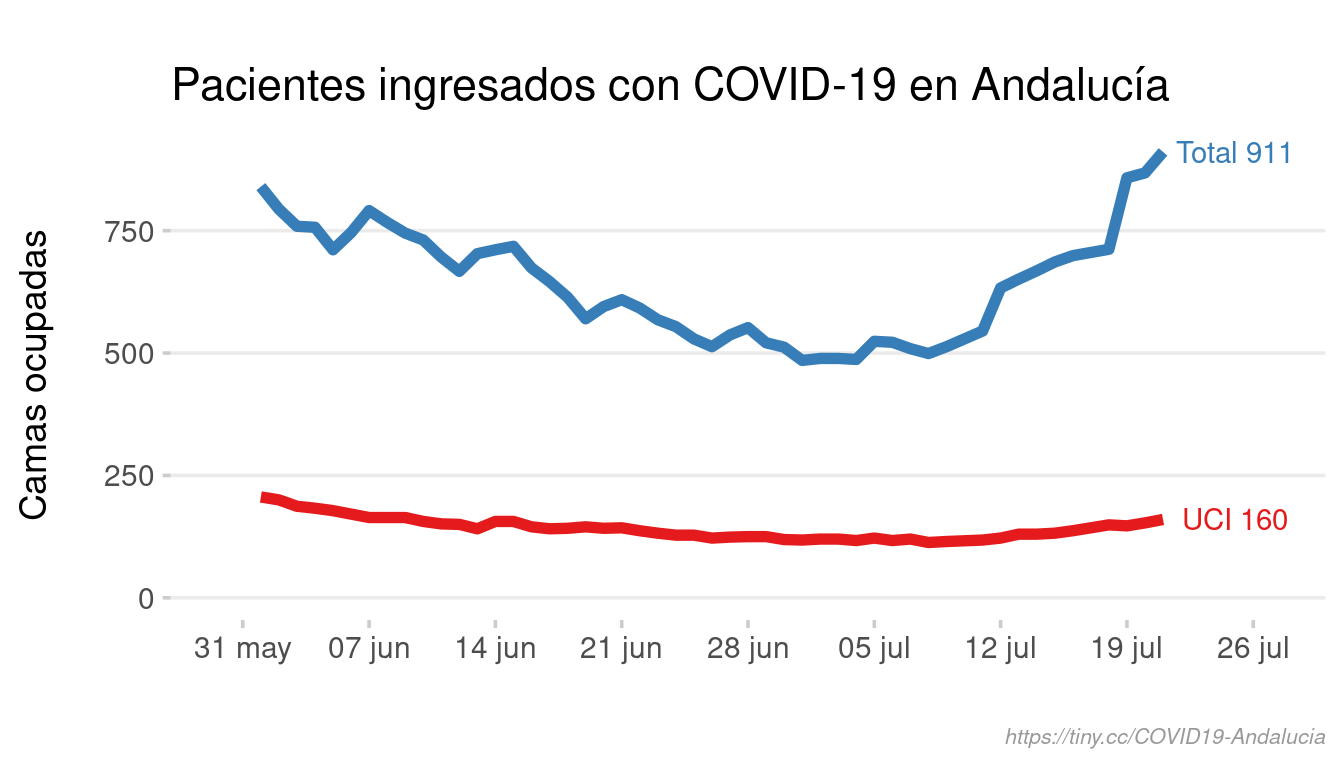 Pacientes ingresados con COVID-19 en Andalucía
Total 911
750
500
250
0
Camas ocupadas
UCI 160
31 may 07 jun 14 jun 21 jun 28 jun 05 jul 12 jul 19 jul 26 jul
https://tiny.cc/COVID19-Andalucia